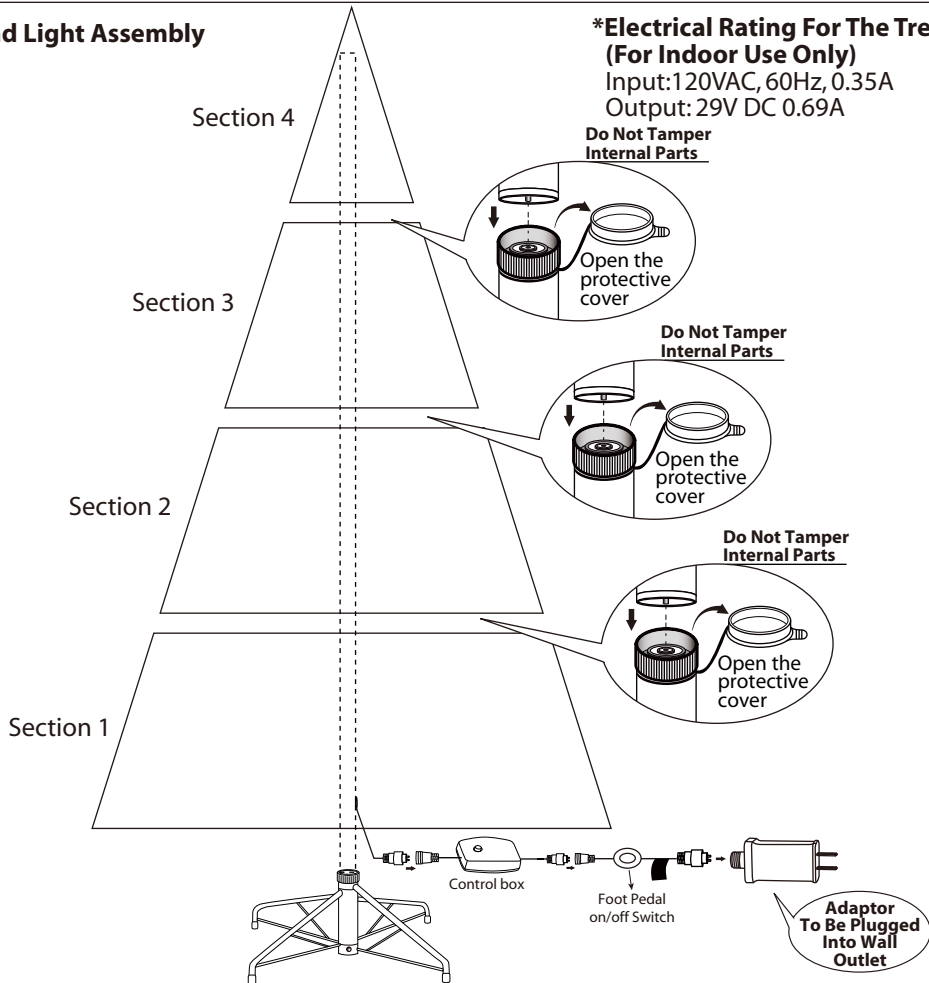 Light Assembly
*Electrical Rating For The
(For Indoor Use Only)
Input:120VAC, 60Hz, 0.35A
Output: 29V DC 0.69A
Section 4
Do Not Tamper
Internal Parts
Open the
protective
cover
Section 3
Do Not Tamper
Internal Parts
Open the
protective
cover
Section 2
Do Not Tamper
Internal Parts
Open the
protective
cover
Section 1
Control box
Foot Pedal
on/off Switch
Adaptor
To Be Plugged
Into Wall
Outlet